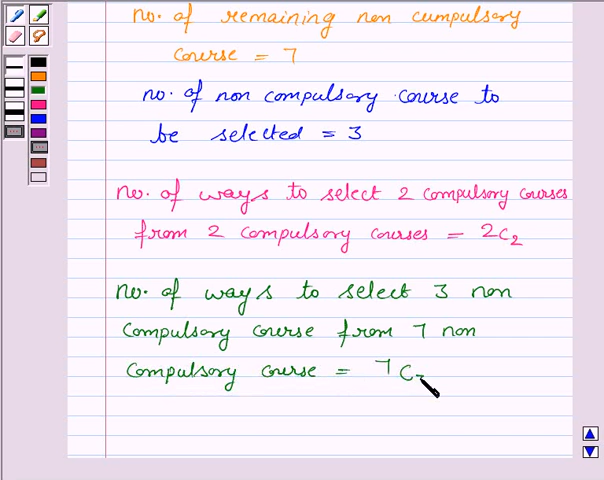 no. of remaining non cumpulsory
course = 7
no. of non compulsory course to
be selected = 3
no. of ways to select 2 compulsory courses
from 2 compulsory courses = 2C₂
no. of ways to select 3 non
compulsory course from 7 non
compulsory course = ⁷C